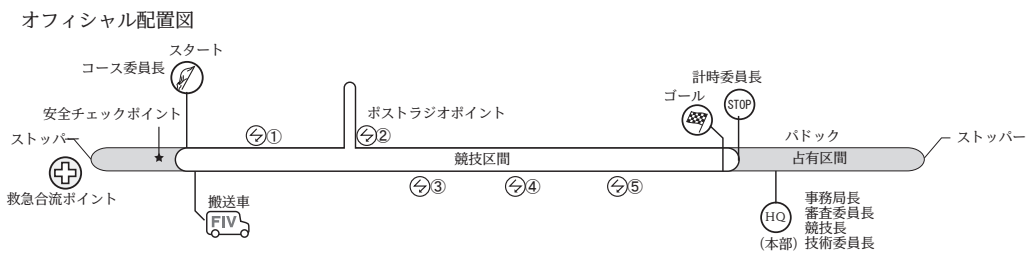 オフィシャル配置図
スタート
コース委員長
安全チェックポイント
ストッパー
救急合流ポイント
搬送車
FIV
①
②
ポストラジオポイント
競技区間
③
④
⑤
ゴール
計時委員長
STOP
パドック
占有区間
ストッパー
HQ
(本部)
事務局長
審査委員長
競技長
技術委員長